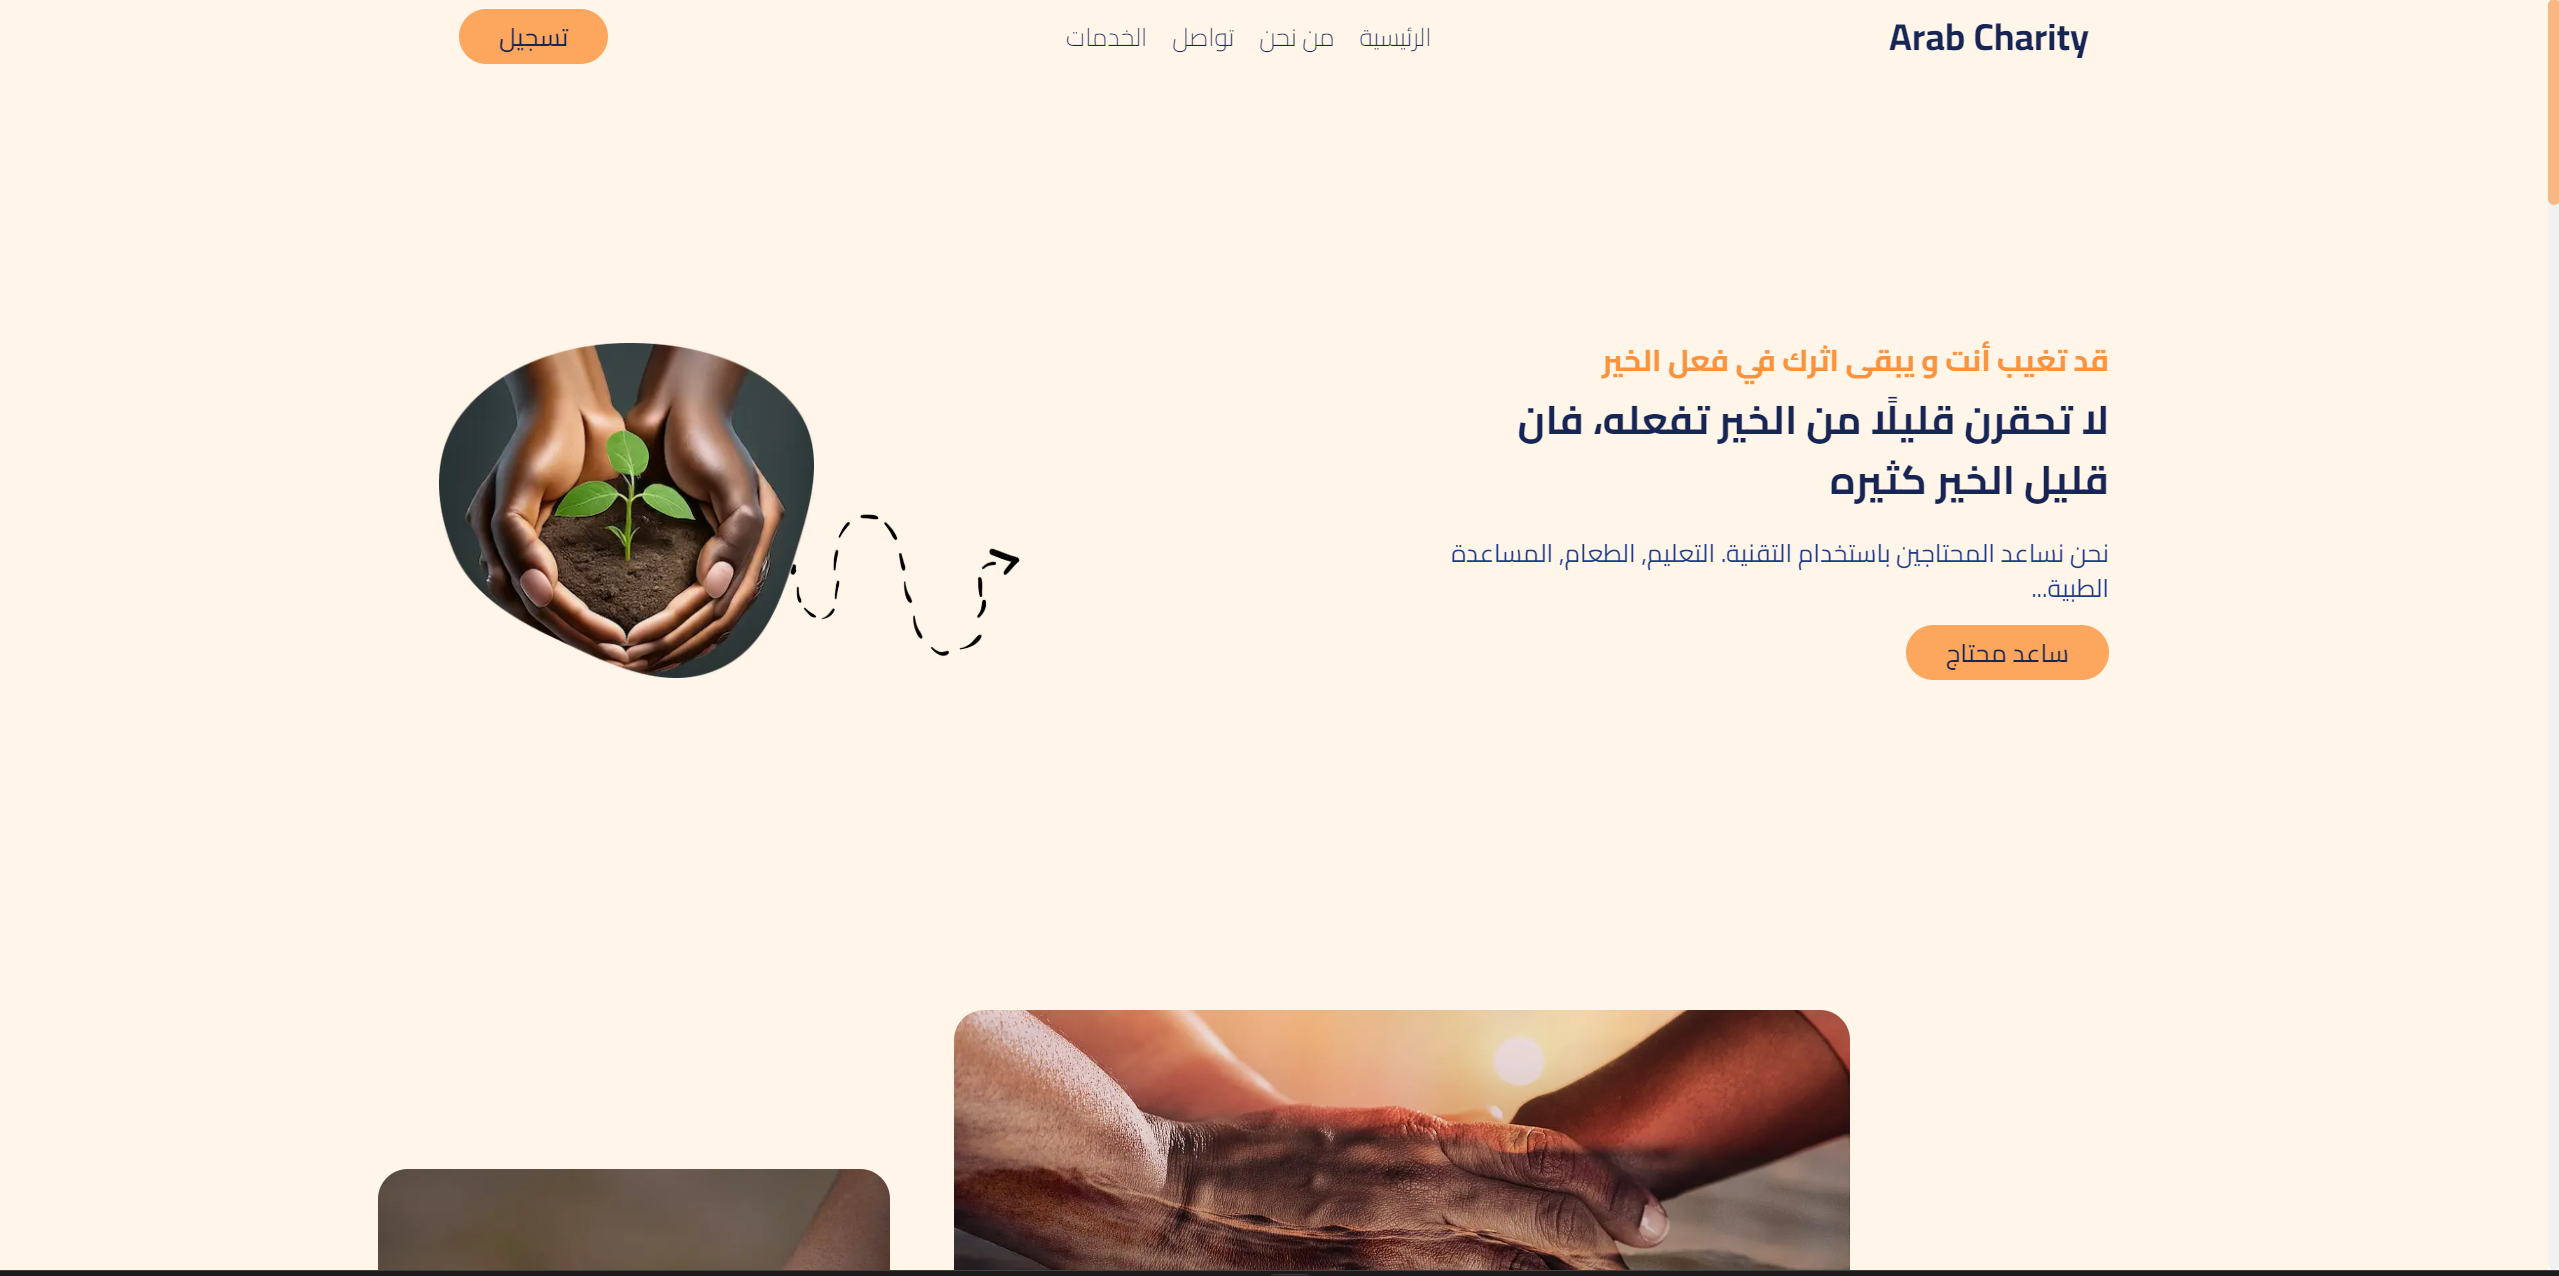 Arab Charity
الرئيسية
من نحن
تواصل
الخدمات
تسجيل
قد تغيب أنت و يبقى اثرك في فعل الخير
لا تحقرن قليلًا من الخير تفعله، فان
قليل الخير كثيره
نحن نساعد المحتاجين باستخدام التقنية. التعليم, الطعام, المساعدة
الطبية...
ساعد محتاج